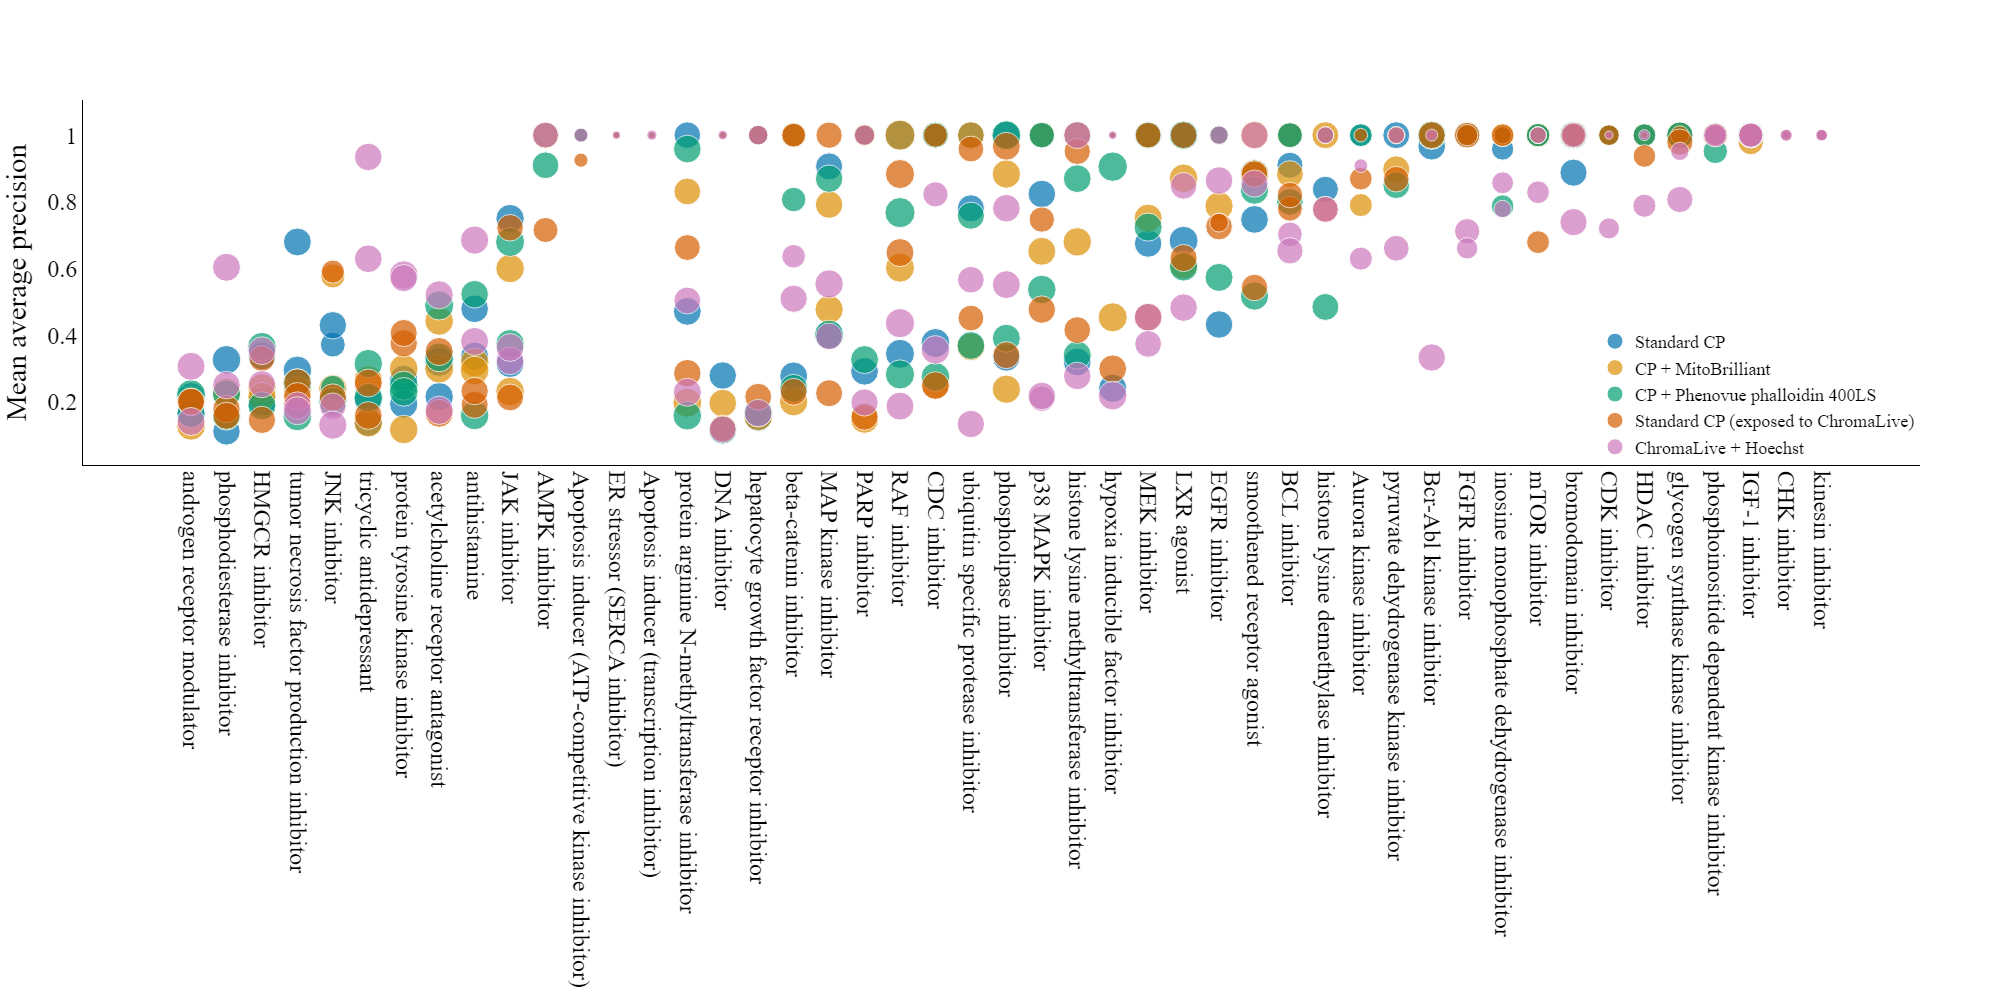 Mean average precision
1
0.8
0.6
0.4
0.2
Standard CP
CP + MitoBrilliant
CP + Phenovue phalloidin 400LS
Standard CP (exposed to ChromaLive)
ChromaLive + Hoechst
androgen receptor modulator
phosphodiesterase inhibitor
HMGCR inhibitor
tumor necrosis factor production inhibitor
JNK inhibitor
tricyclic antidepressant
protein tyrosine kinase inhibitor
acetylcholine receptor antagonist
antihistamine
JAK inhibitor
AMPK inhibitor
Apoptosis inducer (ATP-competitive kinase inhibitor)
ER stressor (SERCA inhibitor)
Apoptosis inducer (transcription inhibitor)
protein arginine N-methyltransferase inhibitor
DNA inhibitor
hepatocyte growth factor receptor inhibitor
beta-catenin inhibitor
MAP kinase inhibitor
PARP inhibitor
RAF inhibitor
CDC inhibitor
ubiquitin specific protease inhibitor
phospholipase inhibitor
p38 MAPK inhibitor
histone lysine methyltransferase inhibitor
hypoxia inducible factor inhibitor
MEK inhibitor
LXR agonist
EGFR inhibitor
smoothened receptor agonist
BCL inhibitor
histone lysine demethylase inhibitor
Aurora kinase inhibitor
pyruvate dehydrogenase kinase inhibitor
Bcr-Abl kinase inhibitor
FGFR inhibitor
inosine monophosphate dehydrogenase inhibitor
mTOR inhibitor
bromodomain inhibitor
CDK inhibitor
HDAC inhibitor
glycogen synthase kinase inhibitor
phosphoinositide dependent kinase inhibitor
IGF-1 inhibitor
CHK inhibitor
kinesin inhibitor